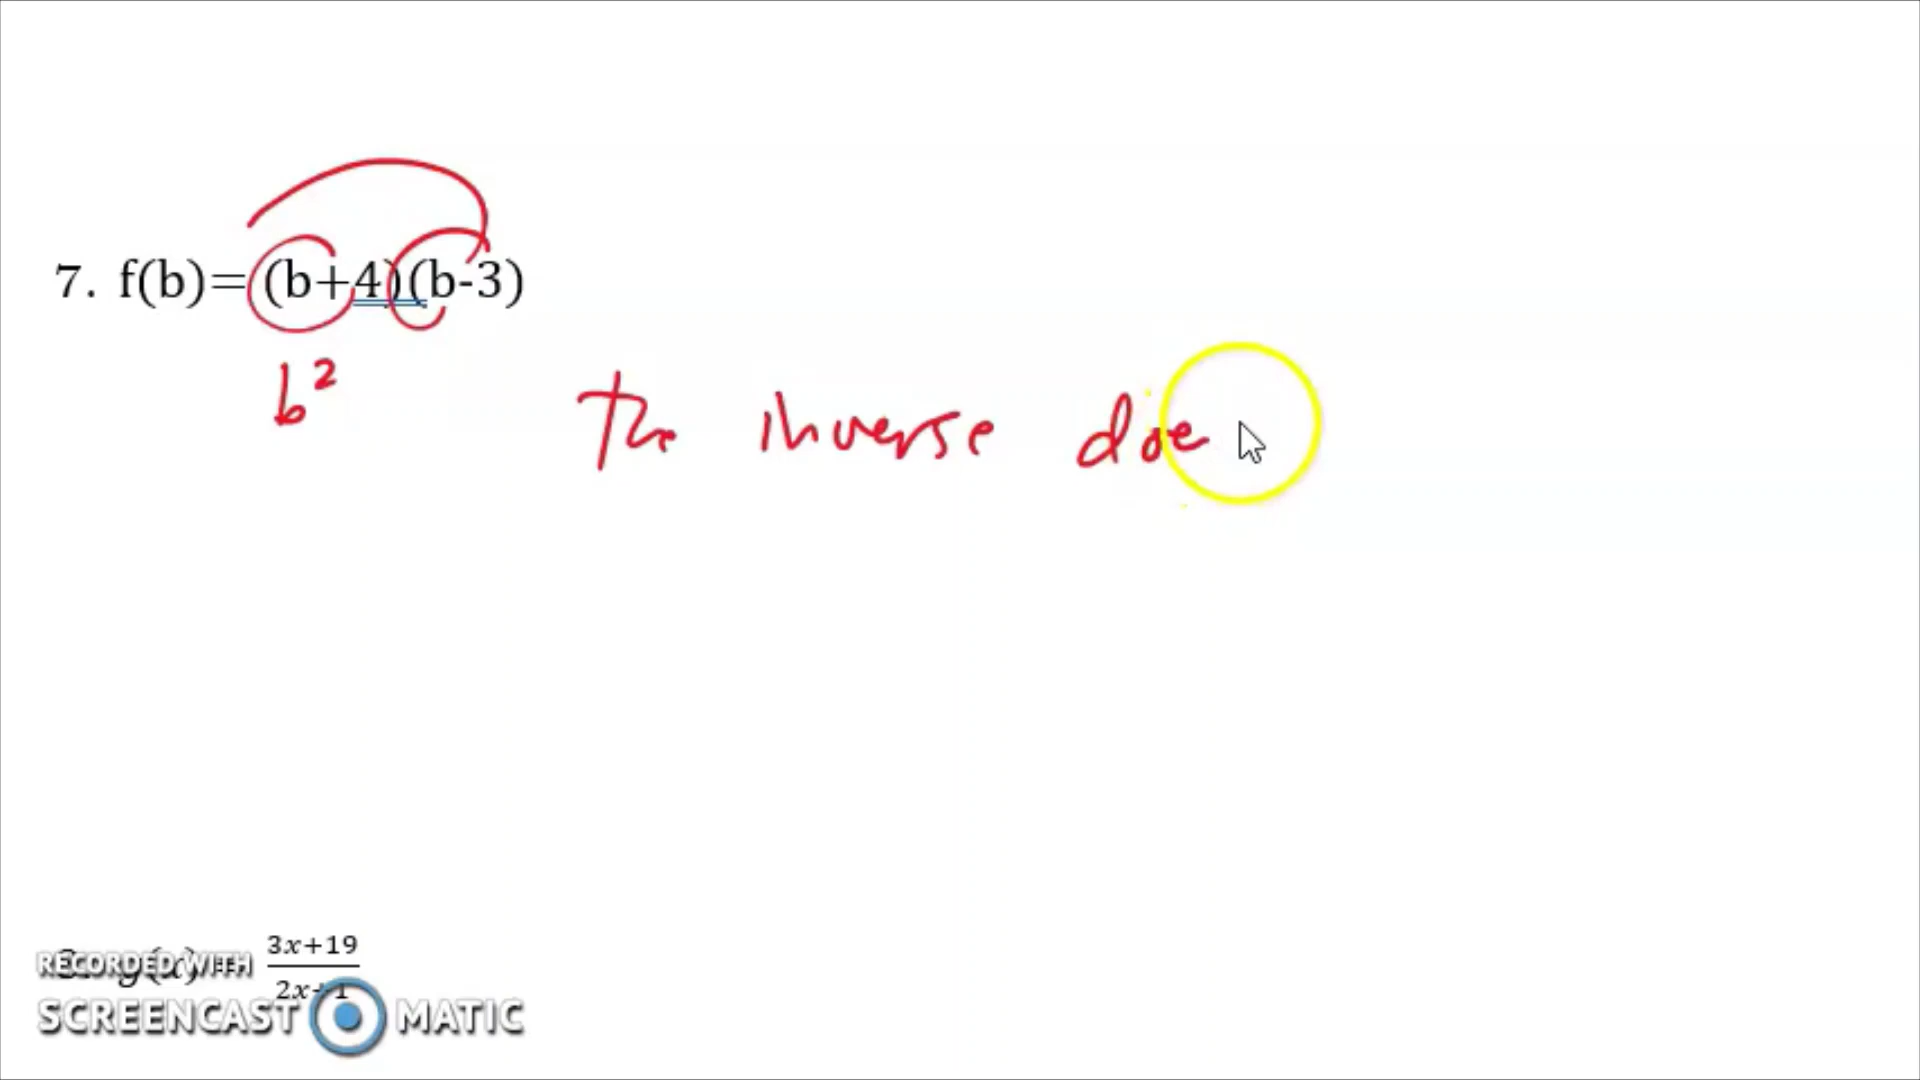 7. f(b)= (b+4)(b-3)
b²
The inverse doe
3x+19
RECORDED WITH
SCREENCAST MATIC